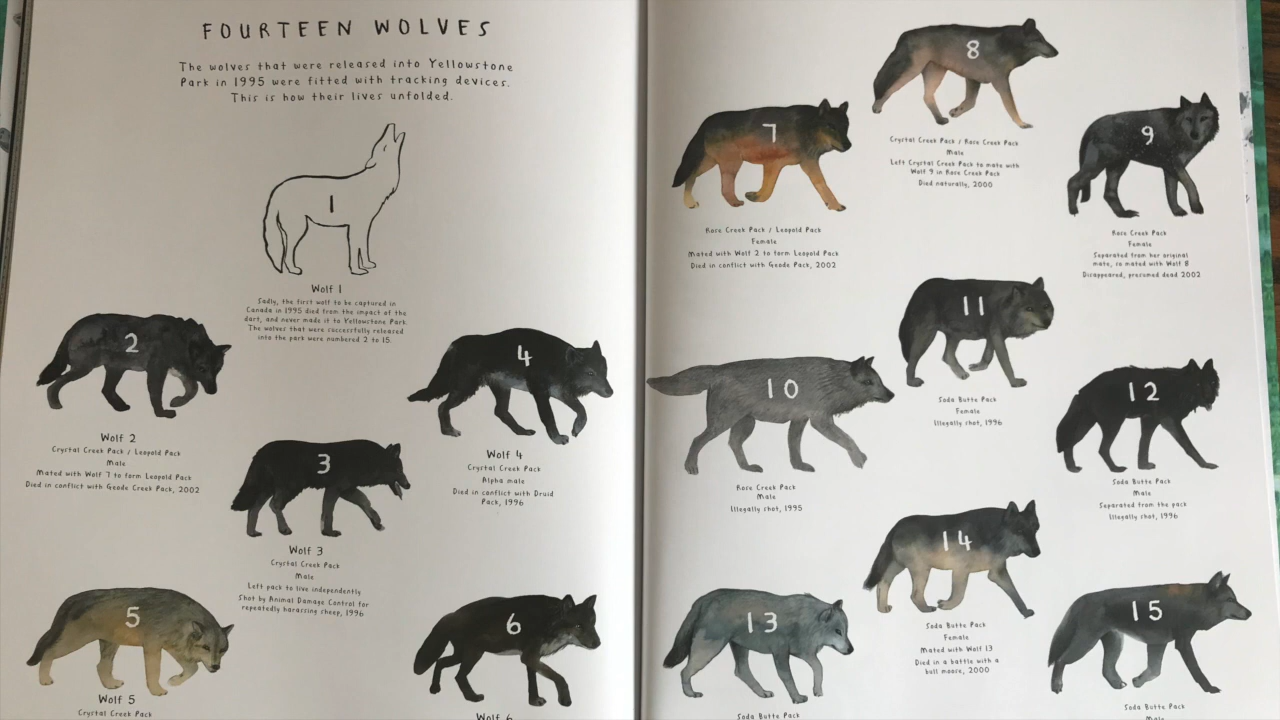 FOURTEEN WOLVES
The wolves that were released into Yellowstone
Park in 1995 were fitted with tracking devices.
This is how their lives unfolded.
1
Wolf 1
Sadly, the first wolf to be captured in
Canada in 1995 died from the impact of the
dart, and never made it to Yellowstone Park.
The wolves that were successfully released
into the park were numbered 2 to 15.
2
Wolf 2
Crystal Creek Pack / Leopold Pack
Male
Mated with Wolf 7 to form Leopold Pack
Died in conflict with Geode Creek Pack, 2002
3
Wolf 3
Crystal Creek Pack
Male
Left pack to live independently
Shot by Animal Damage Control for
repeatedly harassing sheep, 1996
4
Wolf 4
Crystal Creek Pack
Alpha male
Died in conflict with Druid
Pack, 1996
5
Wolf 5
Crystal Creek Pack
6
Wolf 6
7
Rose Creek Pack / Leopold Pack
Female
Mated with Wolf 2 to form Leopold Pack
Died in conflict with Geode Pack, 2002
8
Crystal Creek Pack / Rose Creek Pack
Male
Left Crystal Creek Pack to mate with
Wolf 9 in Rose Creek Pack
Died naturally, 2000
9
Rose Creek Pack
Female
Separated from her original
mate, so mated with Wolf 8
Disappeared, presumed dead 2002
10
Rose Creek Pack
Male
Illegally shot, 1995
11
Soda Butte Pack
Female
Illegally shot, 1996
12
Soda Butte Pack
Male
Separated from the pack
Illegally shot, 1996
13
Soda Butte Pack
14
Soda Butte Pack
Female
Mated with Wolf 13
Died in a battle with a
bull moose, 2000
15
Soda Butte Pack
Male